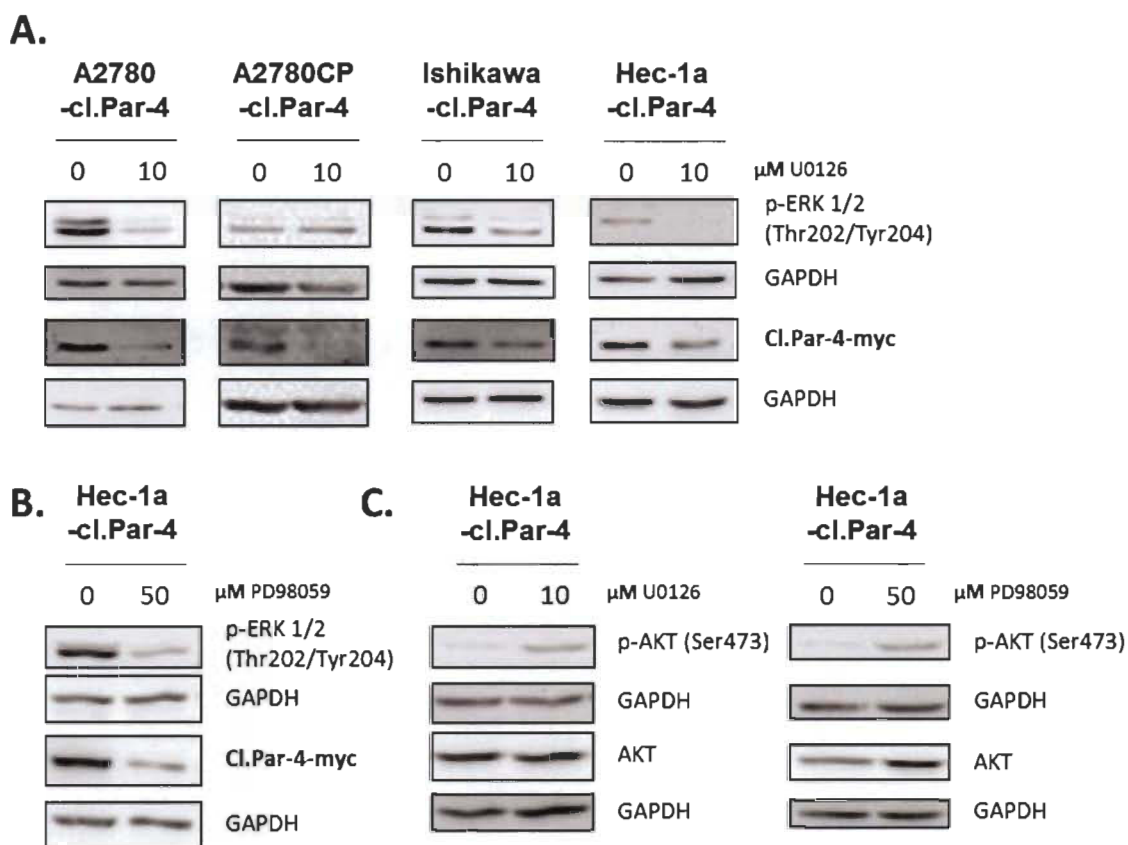 A.
A2780 A2780CP Ishikawa Hec-1a
-cl.Par-4 -cl.Par-4 -cl.Par-4 -cl.Par-4
0 10 0 10 0 10 0 10 µM U0126
p-ERK 1/2
(Thr202/Tyr204)
GAPDH
Cl.Par-4-myc
GAPDH
B. Hec-1a
-cl.Par-4
0 50 µM PD98059
p-ERK 1/2
(Thr202/Tyr204)
GAPDH
Cl.Par-4-myc
GAPDH
C. Hec-1a
-cl.Par-4
0 10 µM U0126
p-AKT (Ser473)
GAPDH
AKT
GAPDH
Hec-1a
-cl.Par-4
0 50 µM PD98059
p-AKT (Ser473)
GAPDH
AKT
GAPDH